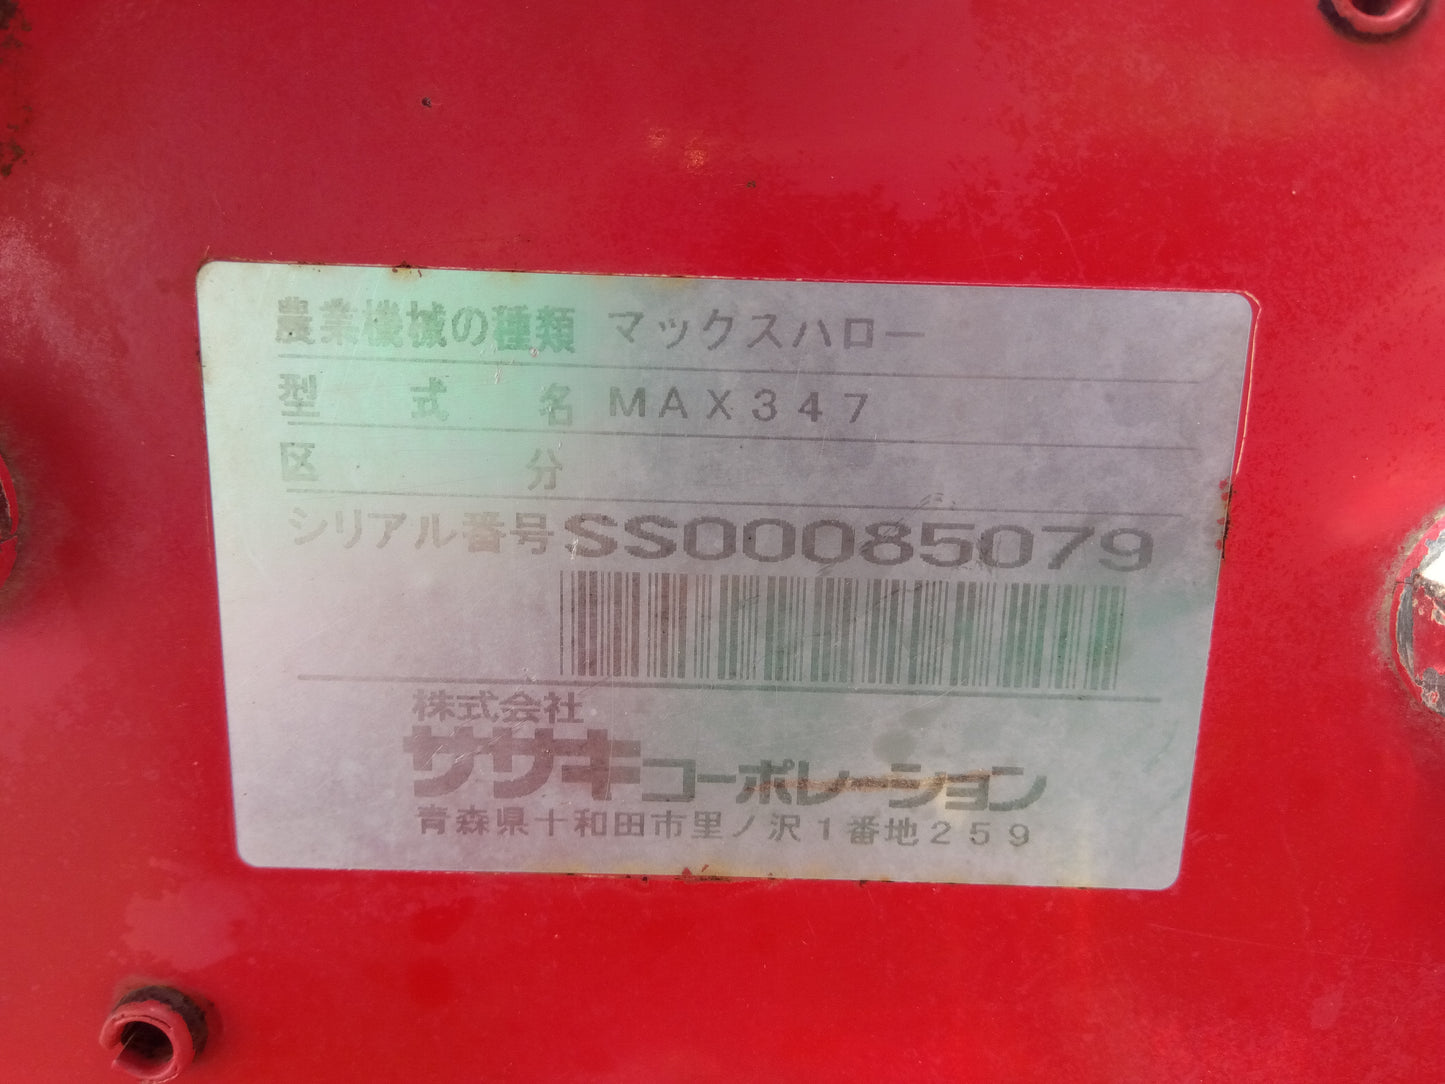 農業機械の種類 マックスハロー
型式名 MAX347
区分
シリアル番号 SS00085079
株式会社
ササキコーポレーション
青森県十和田市里ノ沢1番地259